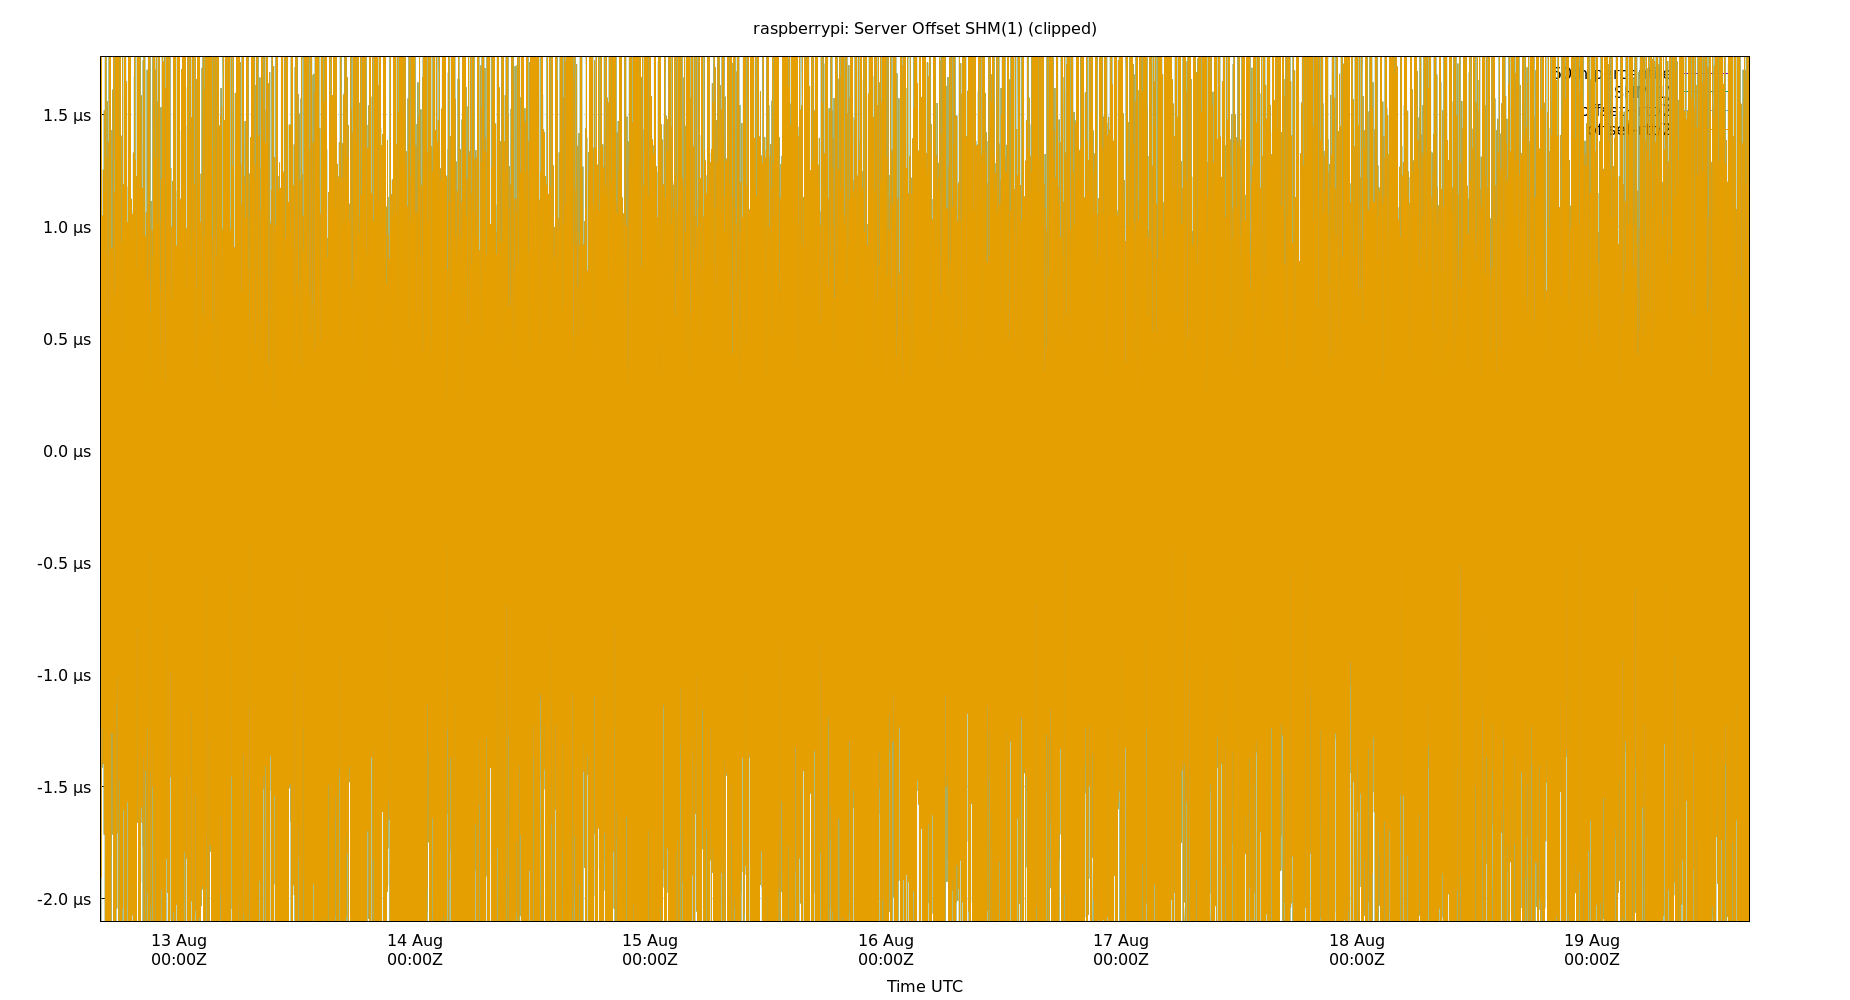 raspberrypi: Server Offset SHM(1) (clipped)
1.5 µs
1.0 µs
0.5 µs
0.0 µs
-0.5 µs
-1.0 µs
-1.5 µs
-2.0 µs
13 Aug
00:00Z
14 Aug
00:00Z
15 Aug
00:00Z
16 Aug
00:00Z
17 Aug
00:00Z
18 Aug
00:00Z
19 Aug
00:00Z
Time UTC